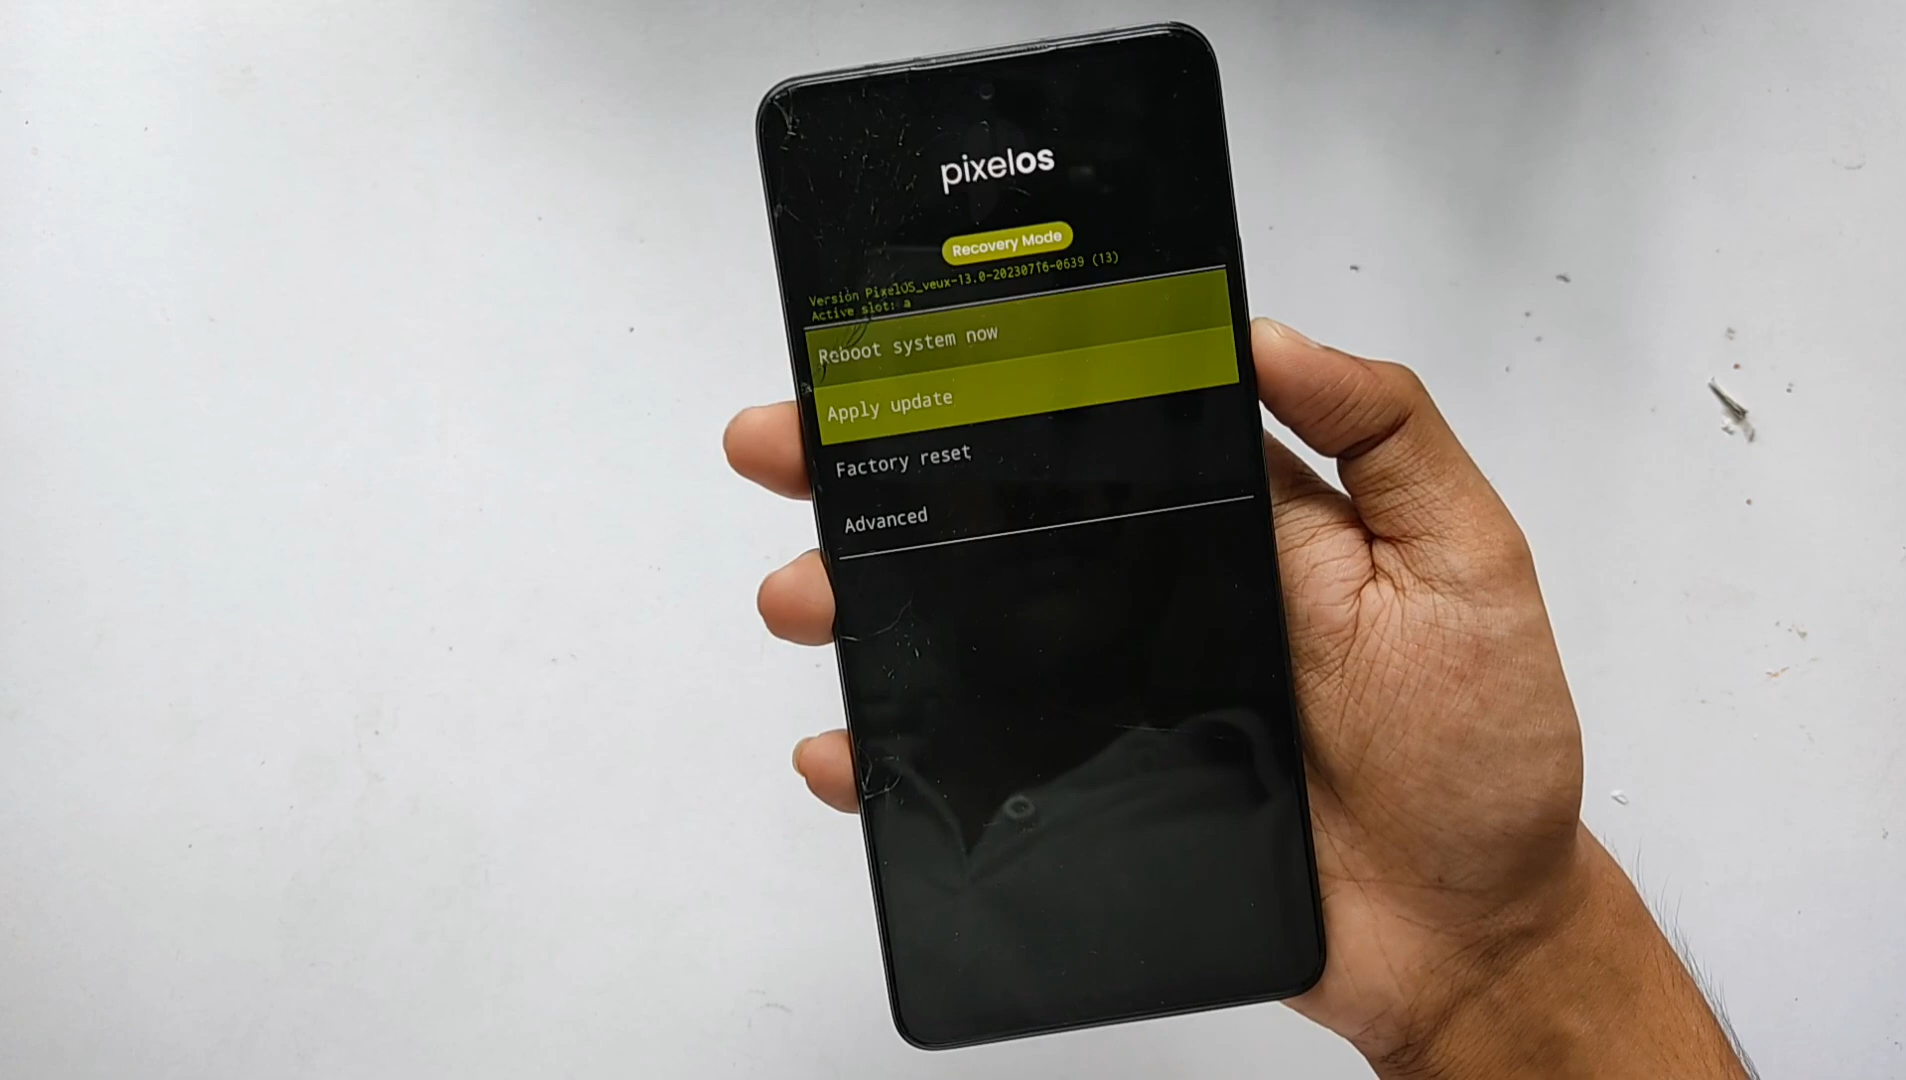 pixelos
Recovery Mode
Version PixelOS_veux-13.0-20230716-0639 (13)
Active slot: a
Reboot system now
Apply update
Factory reset
Advanced